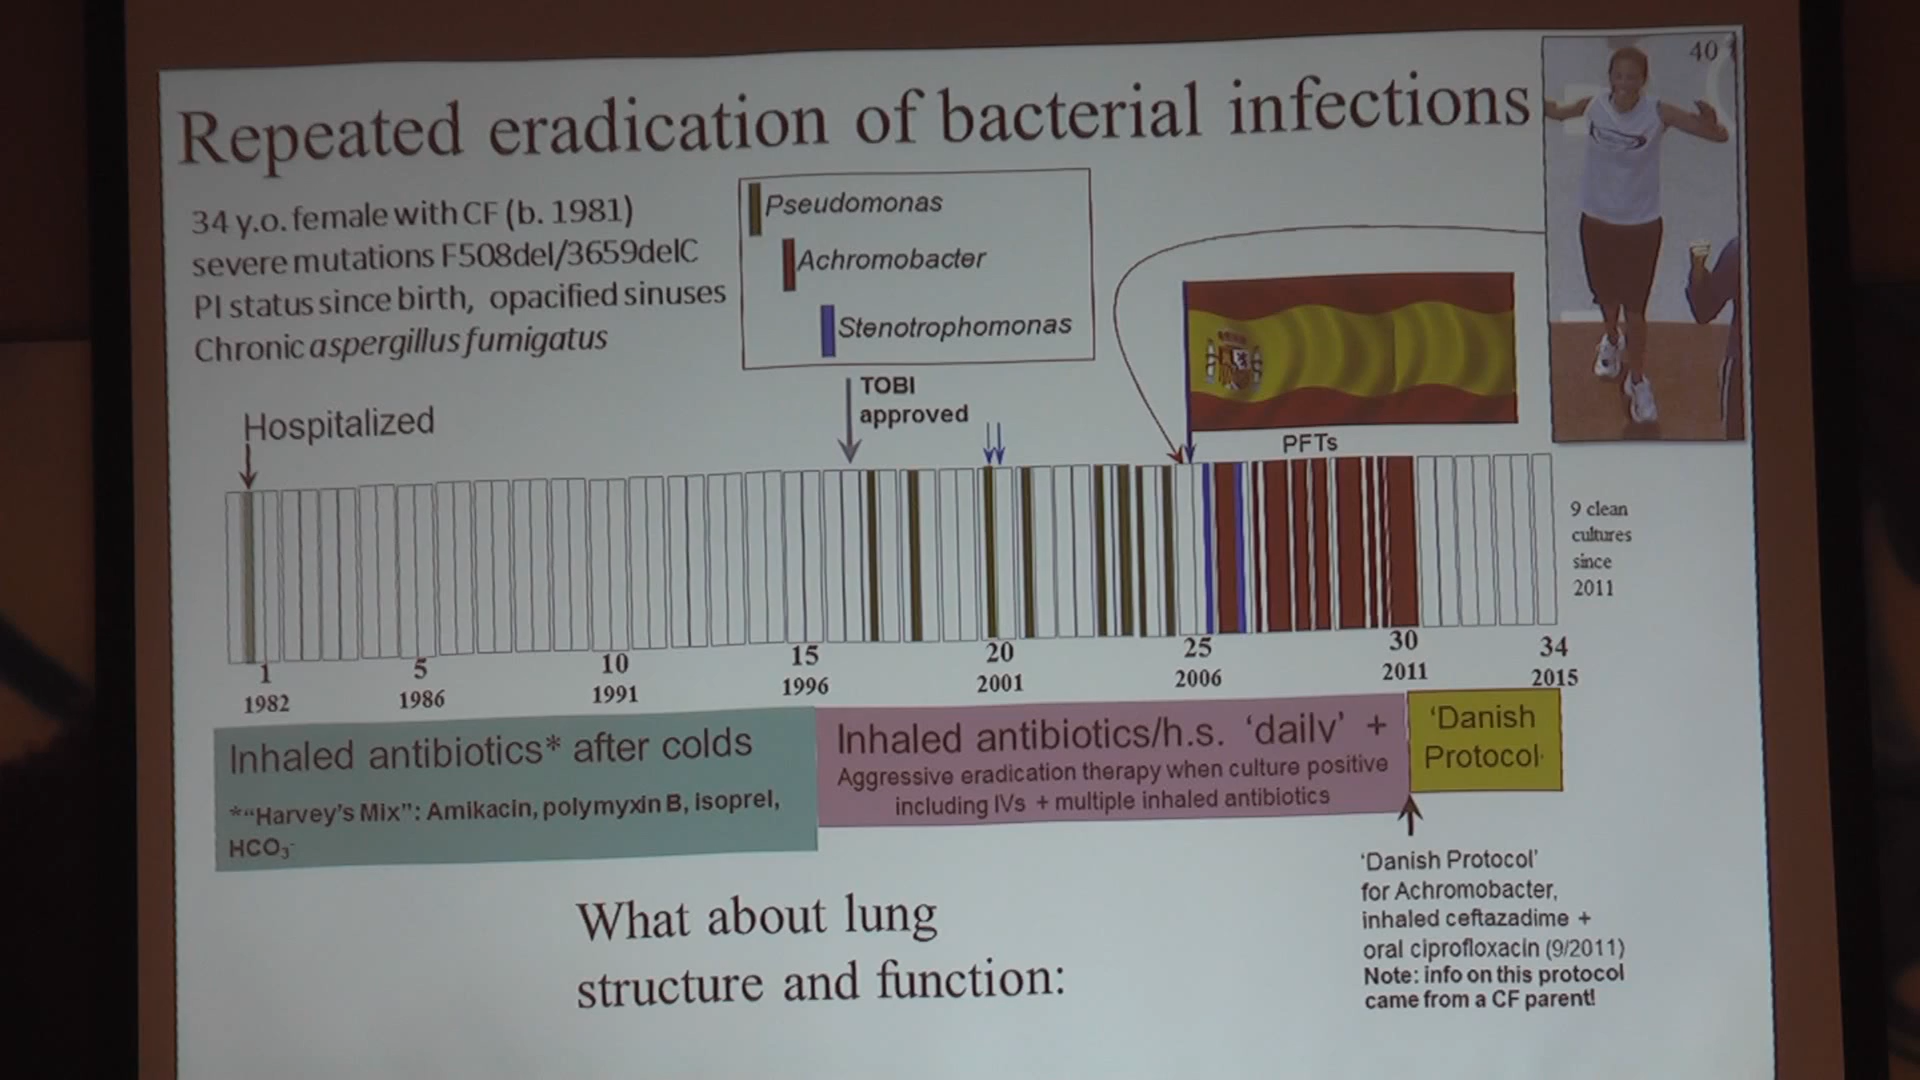 40
Repeated eradication of bacterial infections
34 y.o. female with CF (b. 1981)
severe mutations F508del/3659delC
PI status since birth, opacified sinuses
Chronic aspergillus fumigatus
Pseudomonas
Achromobacter
Stenotrophomonas
Hospitalized
TOBI
approved
PFTs
9 clean
cultures
since
2011
1 5 10 15 20 25 30 34
1982 1986 1991 1996 2001 2006 2011 2015
Inhaled antibiotics* after colds
*“Harvey's Mix”: Amikacin, polymyxin B, isoprel,
HCO3-
Inhaled antibiotics/h.s. ‘daily’ +
Aggressive eradication therapy when culture positive
including IVs + multiple inhaled antibiotics
‘Danish
Protocol
‘Danish Protocol’
for Achromobacter,
inhaled ceftazadime +
oral ciprofloxacin (9/2011)
Note: info on this protocol
came from a CF parent!
What about lung
structure and function: